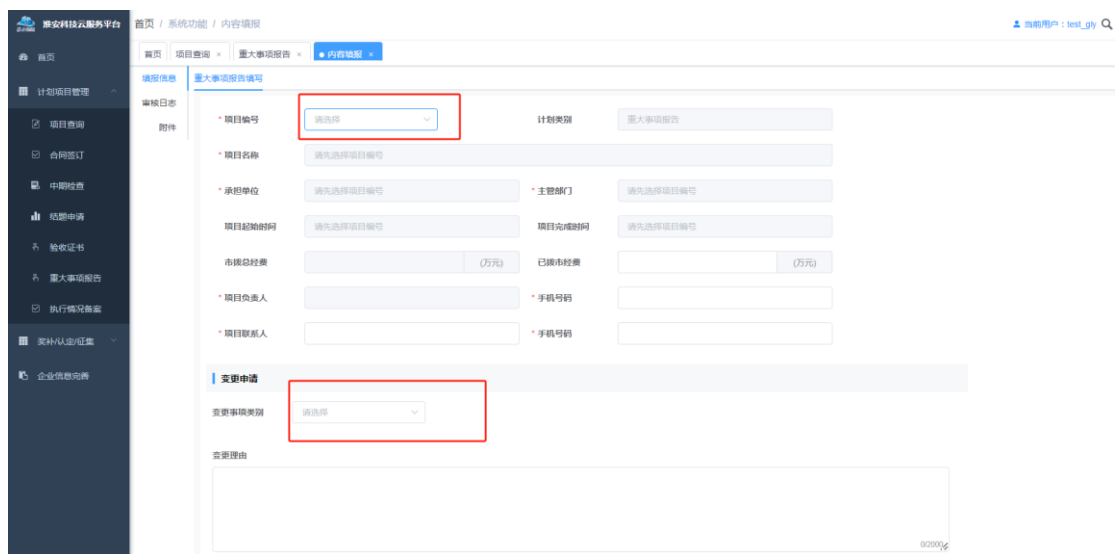 淮安科技云服务平台
首页 / 系统功能 / 内容填报
当前用户：test_gly
首页
项目查询 ×
重大事项报告 ×
内容填报 ×
首页
计划项目管理
项目查询
合同签订
中期检查
结题申请
验收证书
重大事项报告
执行情况备案
奖补/认定/征集
企业信息完善
填报信息
审核日志
附件
重大事项报告填写
* 项目编号 请选择 计划类别 重大事项报告
* 项目名称 请先选择项目编号
* 承担单位 请先选择项目编号 * 主管部门 请先选择项目编号
项目起始时间 请先选择项目编号 项目完成时间 请先选择项目编号
市拨总经费 (万元) 已拨市经费 (万元)
* 项目负责人 * 手机号码
* 项目联系人 * 手机号码
变更申请
变更事项类别 请选择
变更理由
0/2000